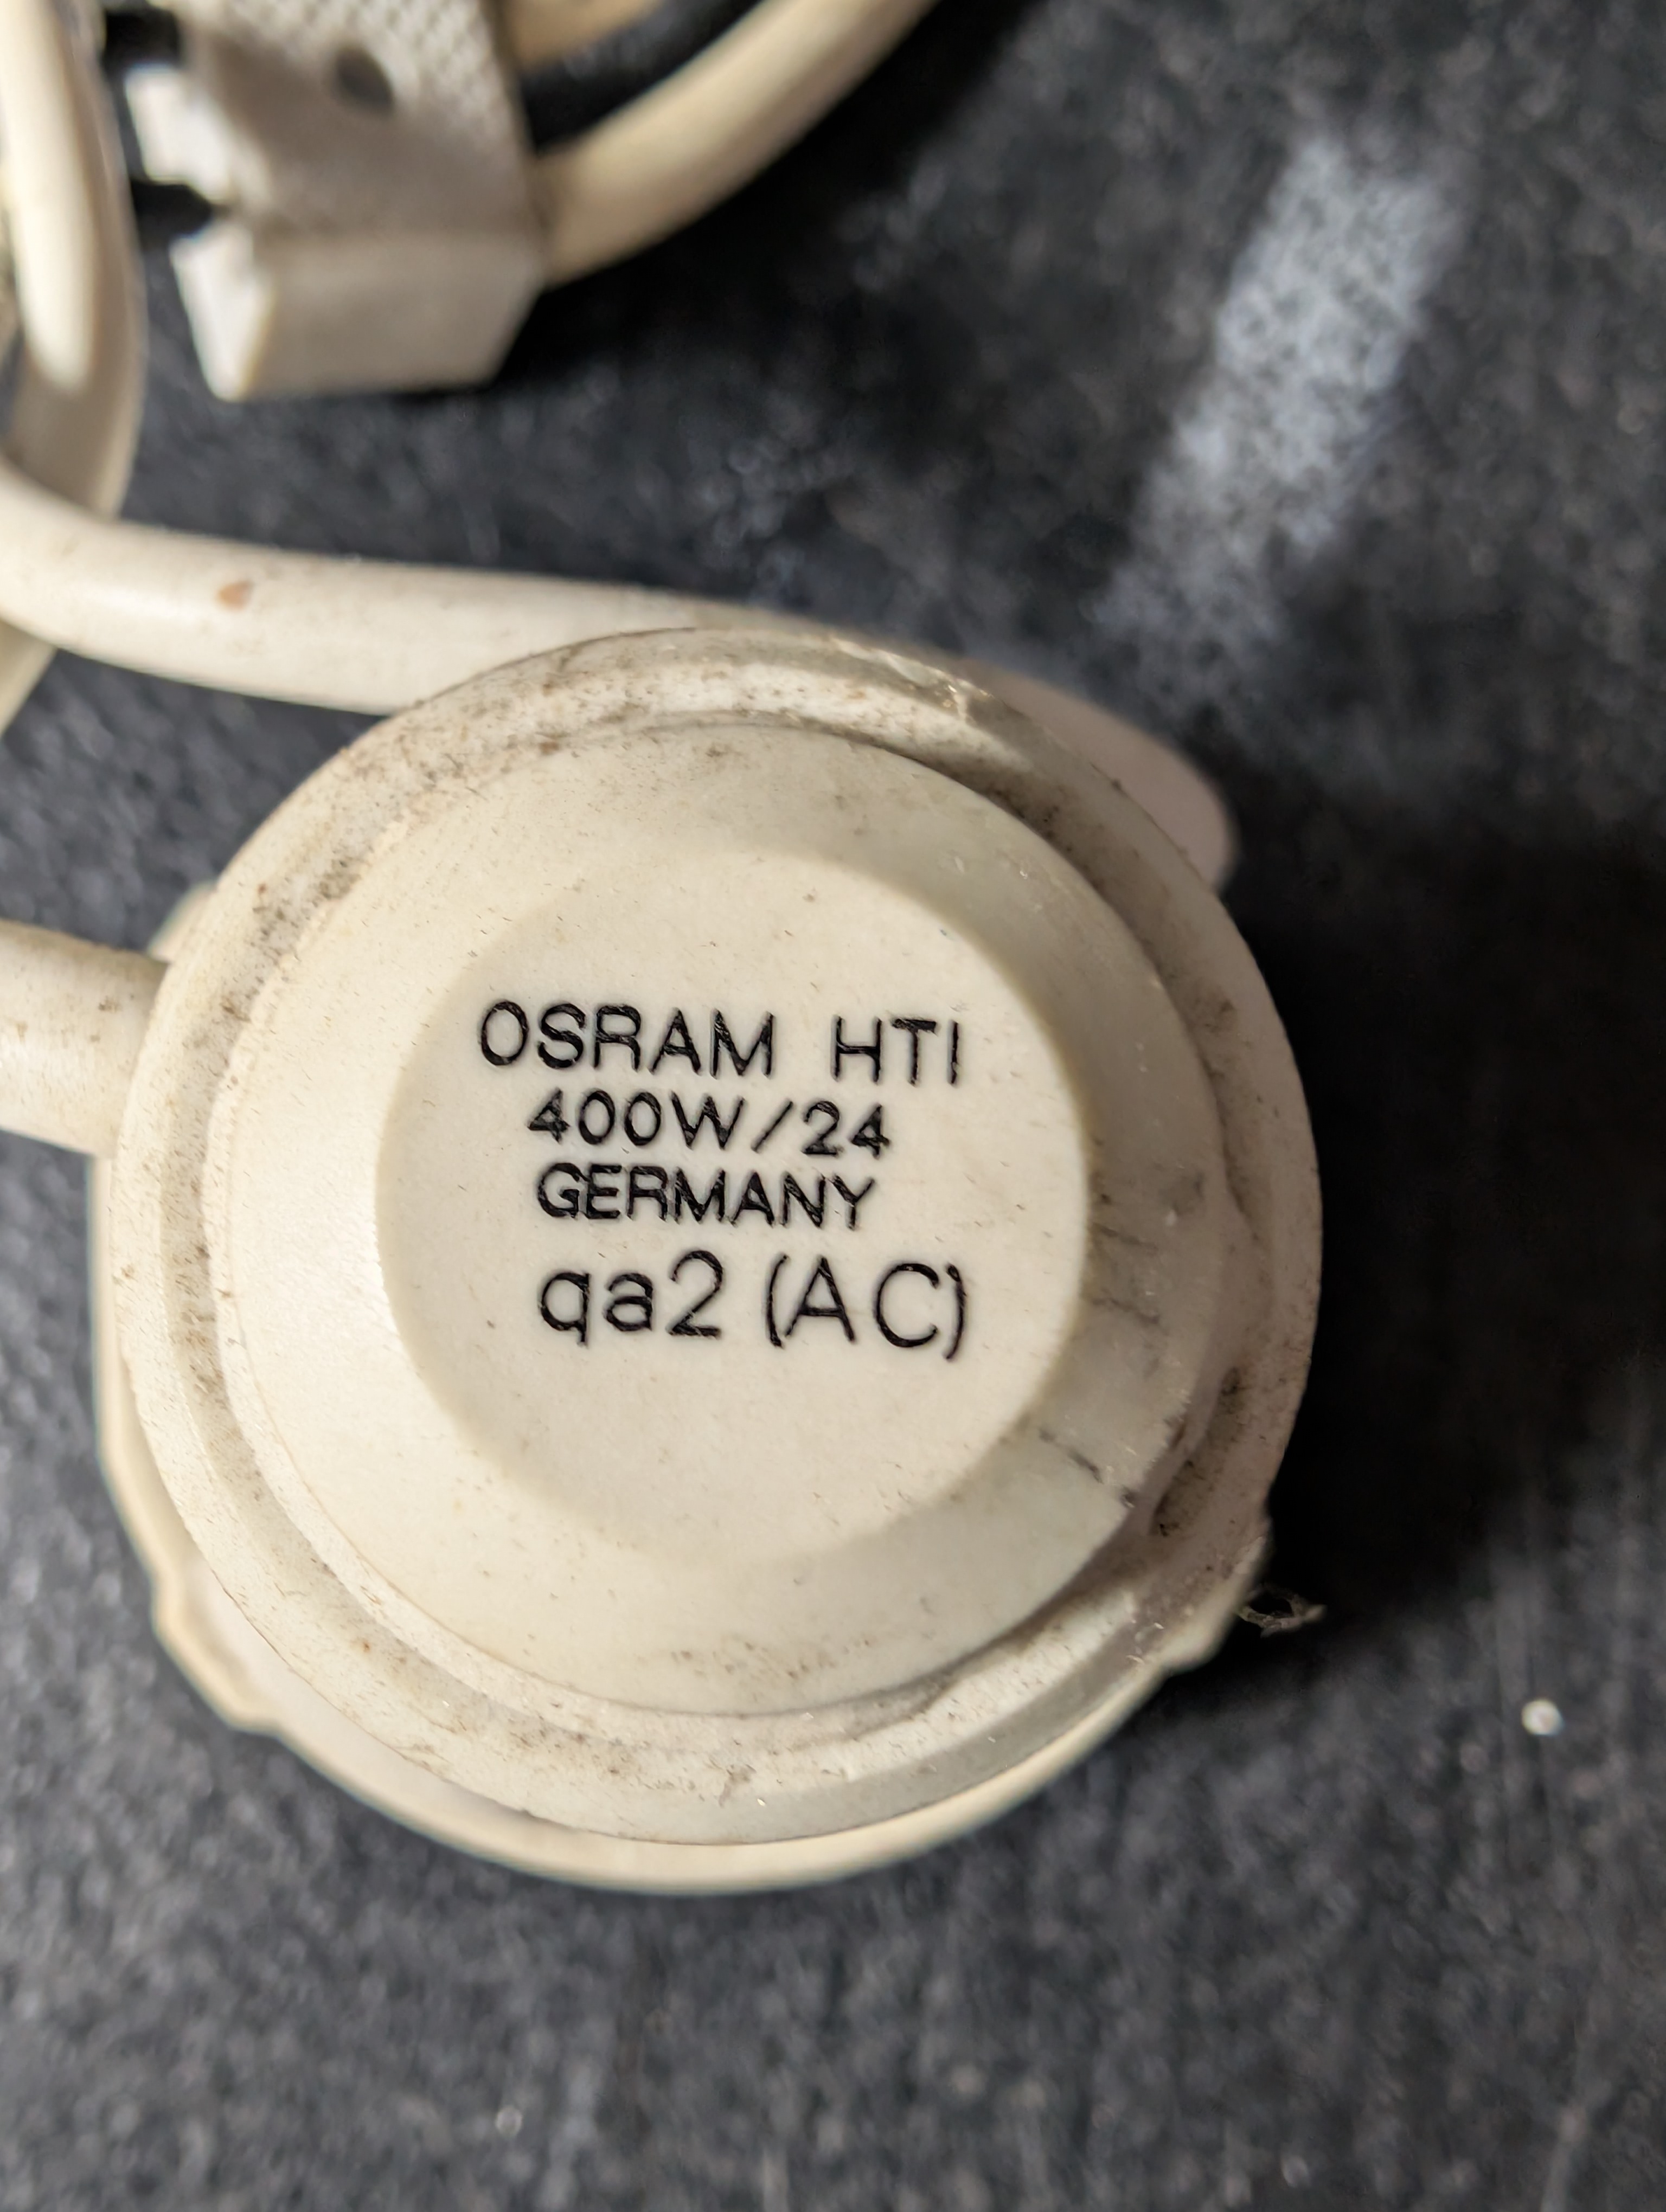 OSRAM HTI
400W/24
GERMANY
qa2 (AC)